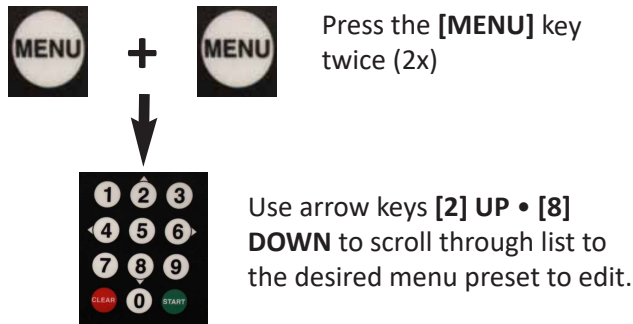 MENU + MENU
Press the [MENU] key
twice (2x)
1 2 3
4 5 6
7 8 9
CLEAR 0 START
Use arrow keys [2] UP • [8]
DOWN to scroll through list to
the desired menu preset to edit.